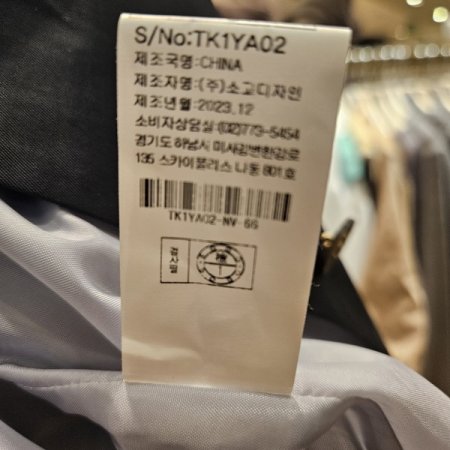 S/No:TK1YA02
제조국명:CHINA
제조자명:(주)소고디자인
제조년월:2023.12
소비자상담실:(02)773-5454
경기도 하남시 미사강변한강로
135 스카이폴리스 나동 801호
TK1YA02-NV-66
검사필